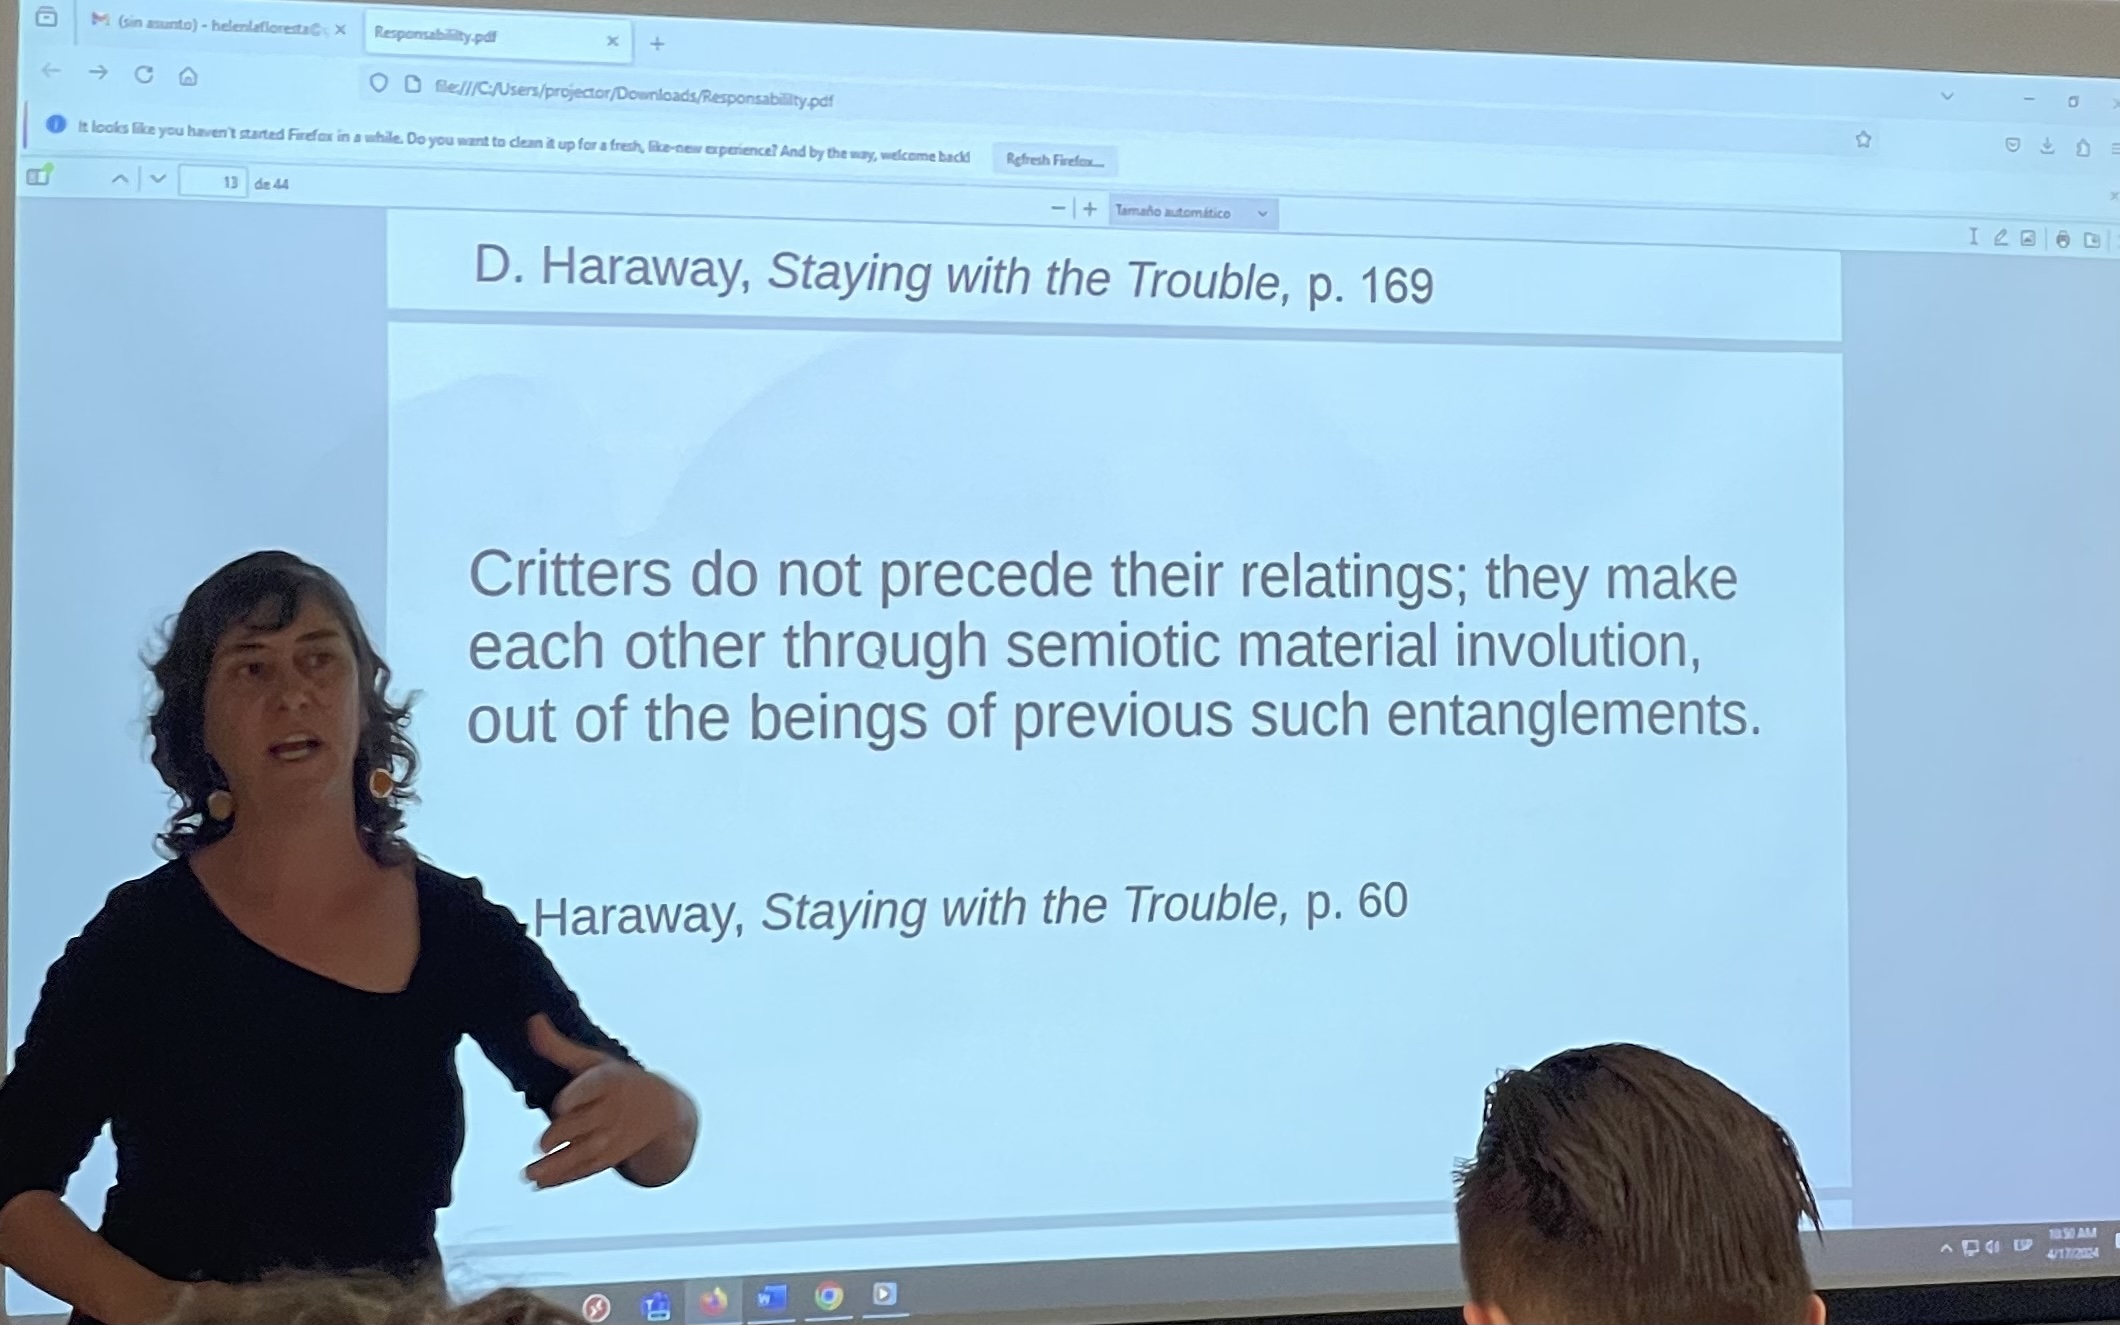 (sin asunto) - helenlafloresta@
Responsabililty.pdf
file:///C:/Users/projector/Downloads/Responsabililty.pdf
It looks like you haven't started Firefox in a while. Do you want to clean it up for a fresh, like-new experience? And by the way, welcome back!
Refresh Firefox...
13 de 44
Tamaño automático
D. Haraway, Staying with the Trouble, p. 169
Critters do not precede their relatings; they make
each other through semiotic material involution,
out of the beings of previous such entanglements.
Haraway, Staying with the Trouble, p. 60
ESP
10:50 AM
4/17/2024